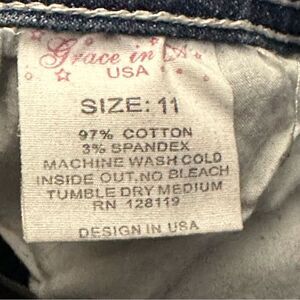 Grace in LA
USA
SIZE: 11
97% COTTON
3% SPANDEX
MACHINE WASH COLD
INSIDE OUT, NO BLEACH
TUMBLE DRY MEDIUM
RN 128119
DESIGN IN USA